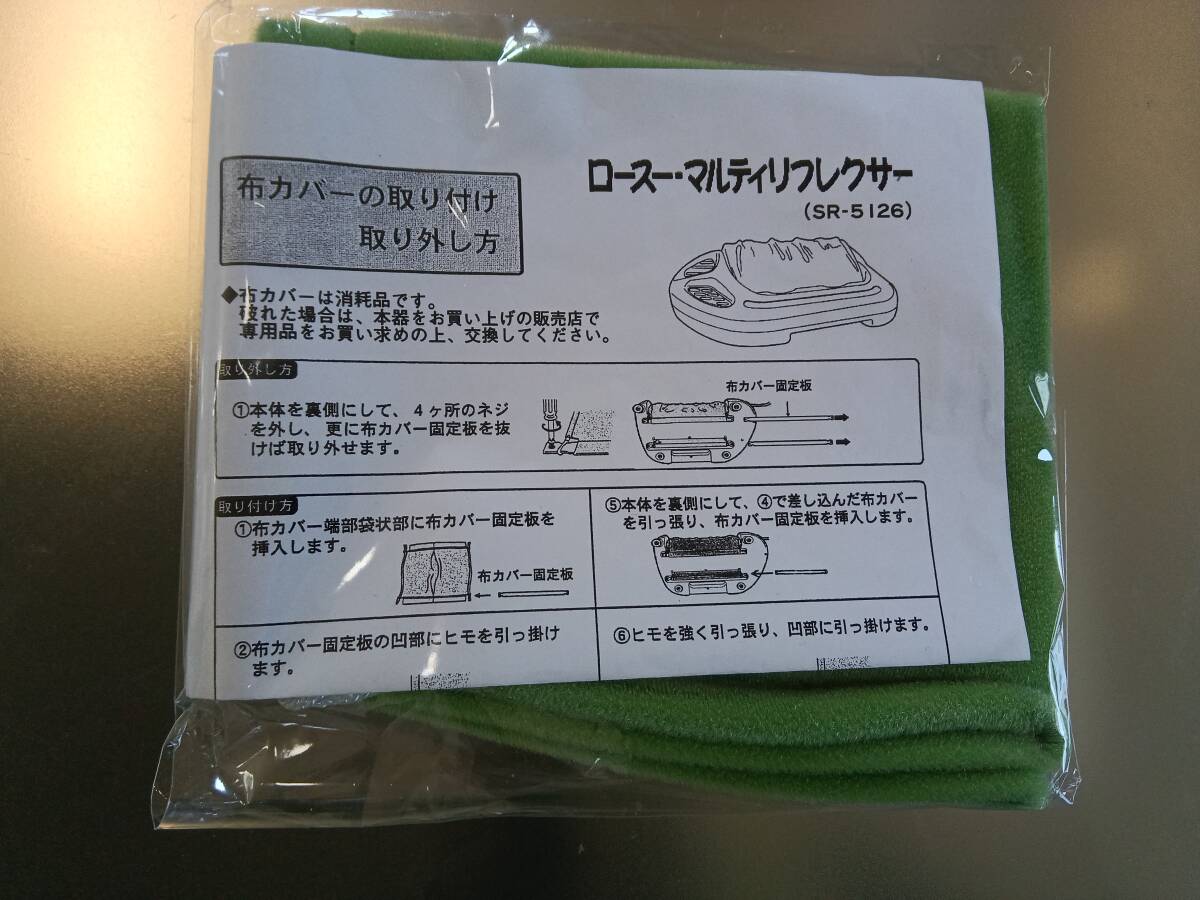 布カバーの取り付け
取り外し方
ロースー・マルティリフレクサー
(SR-5126)
◆布カバーは消耗品です。
破れた場合は、本器をお買い上げの販売店で
専用品をお買い求めの上、交換してください。
取り外し方
①本体を裏側にして、4ヶ所のネジ
を外し、更に布カバー固定板を抜
けば取り外せます。
布カバー固定板
取り付け方
①布カバー端部袋状部に布カバー固定板を
挿入します。
布カバー固定板
②布カバー固定板の凹部にヒモを引っ掛け
ます。
⑤本体を裏側にして、④で差し込んだ布カバー
を引っ張り、布カバー固定板を挿入します。
⑥ヒモを強く引っ張り、凹部に引っ掛けます。